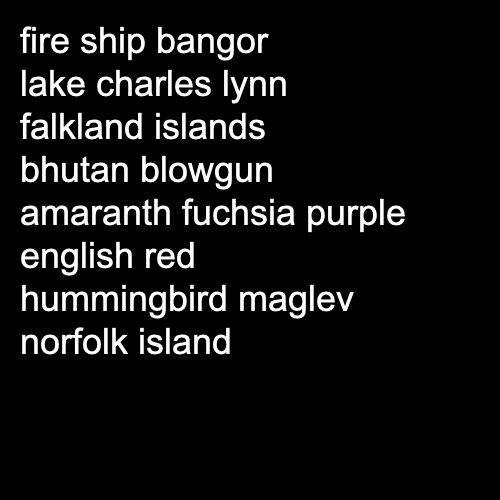 fire ship bangor
lake charles lynn
falkland islands
bhutan blowgun
amaranth fuchsia purple
english red
hummingbird maglev
norfolk island